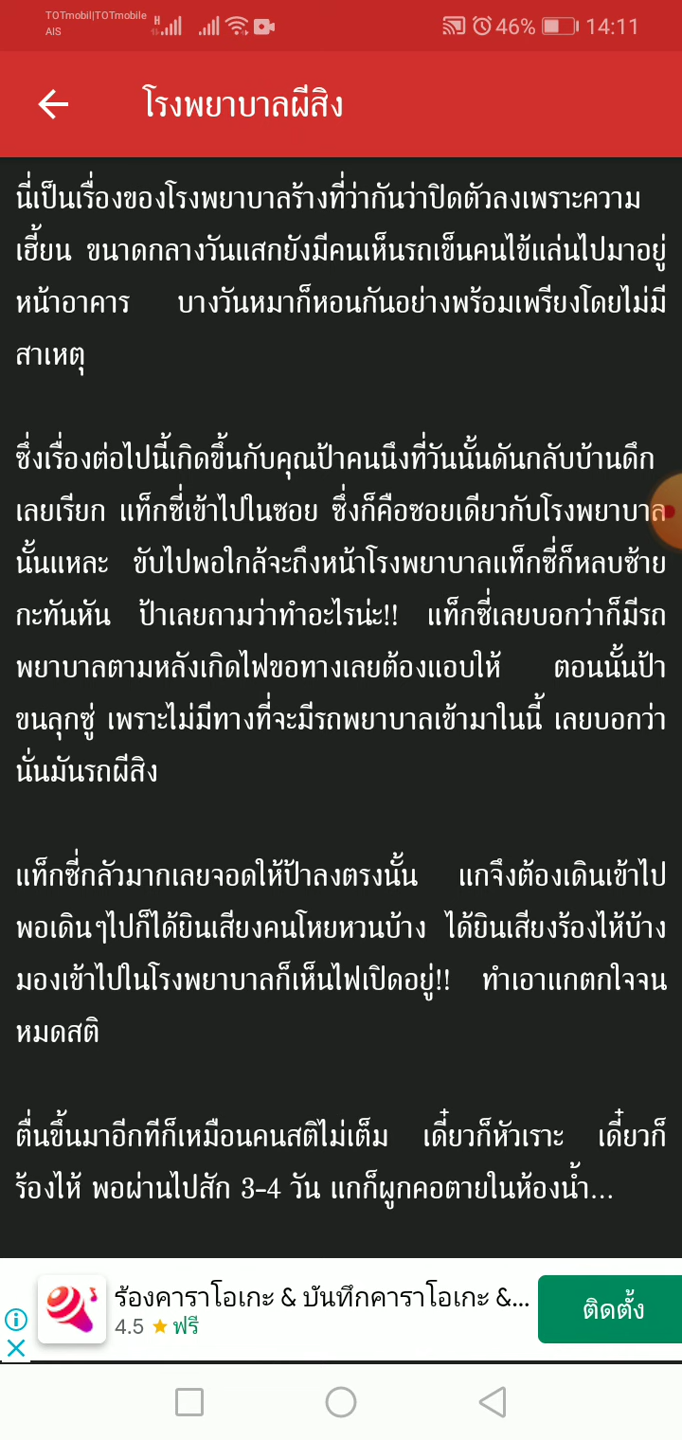 TOTmobil|TOTmobile
AIS
H
46%
14:11
โรงพยาบาลผีสิง
นี่เป็นเรื่องของโรงพยาบาลร้างที่ว่ากันว่าปิดตัวลงเพราะความ
เฮี้ยน ขนาดกลางวันแสกยังมีคนเห็นรถเข็นคนไข้แล่นไปมาอยู่
หน้าอาคาร บางวันหมาก็หอนกันอย่างพร้อมเพรียงโดยไม่มี
สาเหตุ
ซึ่งเรื่องต่อไปนี้เกิดขึ้นกับคุณป้าคนนึงที่วันนั้นดันกลับบ้านดึก
เลยเรียก แท็กซี่เข้าไปในซอย ซึ่งก็คือซอยเดียวกับโรงพยาบาล
นั้นแหละ ขับไปพอใกล้จะถึงหน้าโรงพยาบาลแท็กซี่ก็หลบซ้าย
กะทันหัน ป้าเลยถามว่าทำอะไรน่ะ!! แท็กซี่เลยบอกว่าก็มีรถ
พยาบาลตามหลังเกิดไฟขอทางเลยต้องแอบให้ ตอนนั้นป้า
ขนลุกซู่ เพราะไม่มีทางที่จะมีรถพยาบาลเข้ามาในนี้ เลยบอกว่า
นั่นมันรถผีสิง
แท็กซี่กลัวมากเลยจอดให้ป้าลงตรงนั้น แกจึงต้องเดินเข้าไป
พอเดินๆไปก็ได้ยินเสียงคนโหยหวนบ้าง ได้ยินเสียงร้องไห้บ้าง
มองเข้าไปในโรงพยาบาลก็เห็นไฟเปิดอยู่!! ทำเอาแกตกใจจน
หมดสติ
ตื่นขึ้นมาอีกทีก็เหมือนคนสติไม่เต็ม เดี๋ยวก็หัวเราะ เดี๋ยวก็
ร้องไห้ พอผ่านไปสัก 3-4 วัน แกก็ผูกคอตายในห้องน้ำ...
ร้องคาราโอเกะ & บันทึกคาราโอเกะ &...
4.5 ★ ฟรี
ติดตั้ง